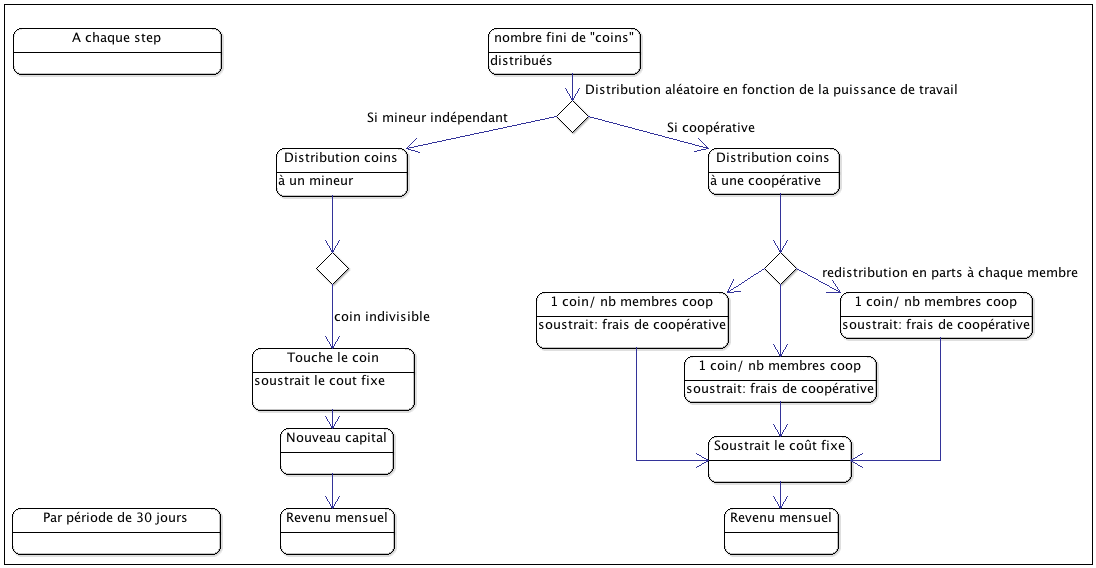 A chaque step
nombre fini de "coins"
distribués
Distribution aléatoire en fonction de la puissance de travail
Si mineur indépendant
Si coopérative
Distribution coins
à un mineur
Distribution coins
à une coopérative
redistribution en parts à chaque membre
1 coin/ nb membres coop
soustrait: frais de coopérative
1 coin/ nb membres coop
soustrait: frais de coopérative
coin indivisible
Touche le coin
soustrait le cout fixe
1 coin/ nb membres coop
soustrait: frais de coopérative
Nouveau capital
Soustrait le coût fixe
Par période de 30 jours
Revenu mensuel
Revenu mensuel